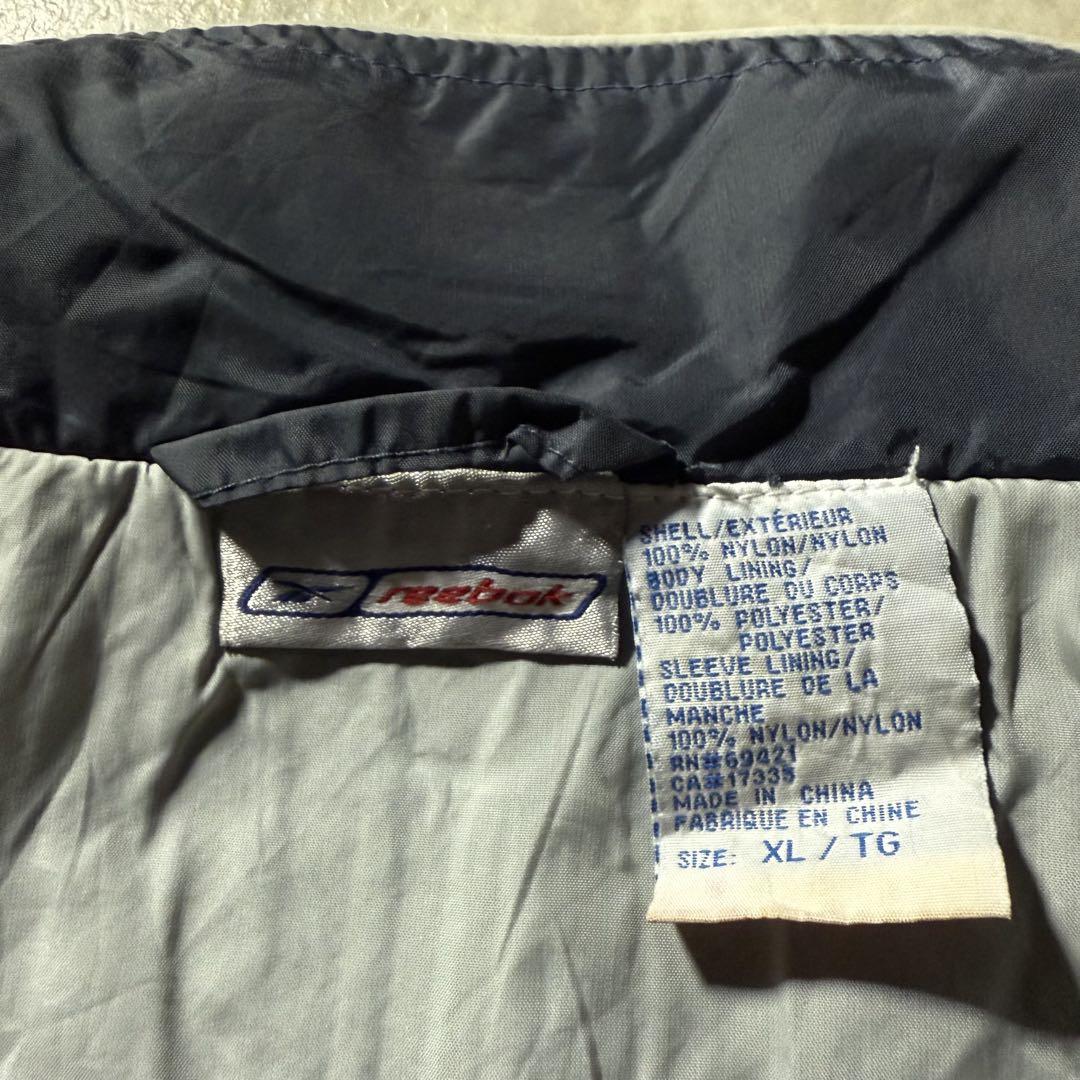 reebok
SHELL/EXTÉRIEUR
100% NYLON/NYLON
BODY LINING/
DOUBLURE DU CORPS
100% POLYESTER/
POLYESTER
SLEEVE LINING/
DOUBLURE DE LA
MANCHE
100% NYLON/NYLON
RN#69421
CA#17335
MADE IN CHINA
FABRIQUE EN CHINE
SIZE: XL / TG